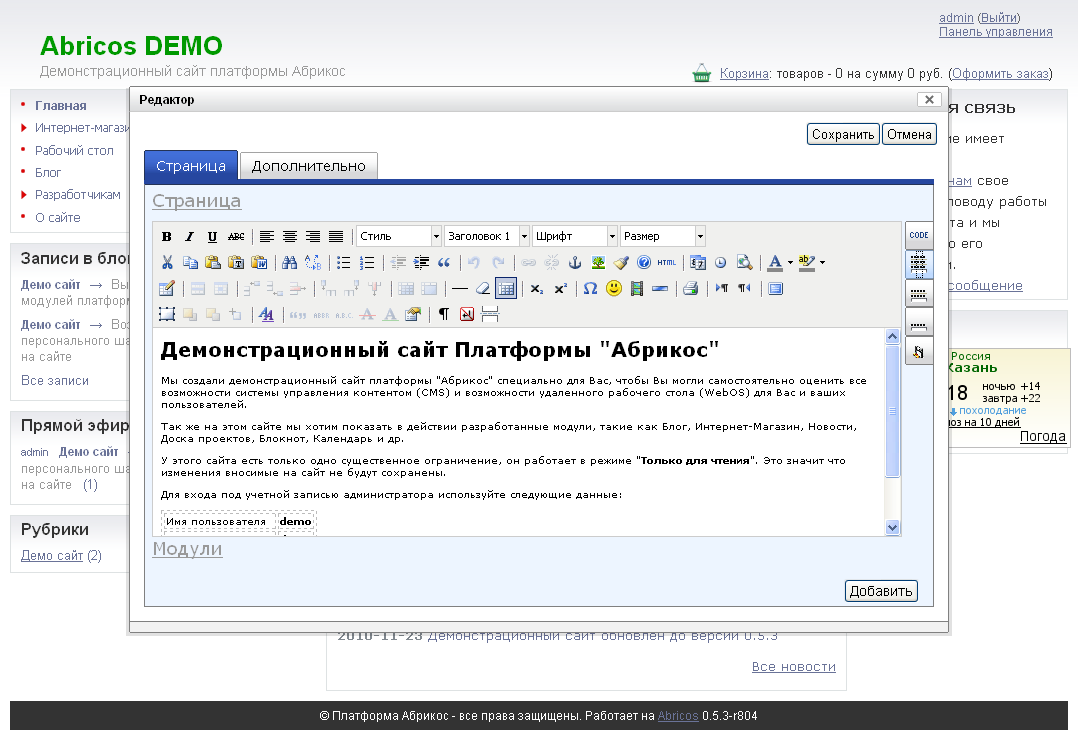 admin (Выйти)
Панель управления
Abricos DEMO
Демонстрационный сайт платформы Абрикос
Корзина: товаров - 0 на сумму 0 руб. (Оформить заказ)
Главная
Интернет-магази
Рабочий стол
Блог
Разработчикам
О сайте
Записи в бло
Демо сайт → Вы
модулей платфор
Демо сайт → Воз
персонального ша
на сайте
Все записи
Прямой эфир
admin Демо сайт
персонального ша
на сайте (1)
Рубрики
Демо сайт (2)
Редактор
Сохранить Отмена
Страница Дополнительно
Страница
B I U ABC Стиль Заголовок 1 Шрифт Размер
HTML
CODE
Демонстрационный сайт Платформы "Абрикос"
Мы создали демонстрационный сайт платформы "Абрикос" специально для Вас, чтобы Вы могли самостоятельно оценить все
возможности системы управления контентом (CMS) и возможности удаленного рабочего стола (WebOS) для Вас и ваших
пользователей.
Так же на этом сайте мы хотим показать в действии разработанные модули, такие как Блог, Интернет-Магазин, Новости,
Доска проектов, Блокнот, Календарь и др.
У этого сайта есть только одно существенное ограничение, он работает в режиме "Только для чтения". Это значит что
изменения вносимые на сайт не будут сохранены.
Для входа под учетной записью администратора используйте следующие данные:
Имя пользователя demo
Модули
Добавить
я связь
ие имеет
нам свое
поводу работы
та и мы
о его
сообщение
Россия
Казань
18 ночью +14
завтра +22
похолодание
ноз на 10 дней
Погода
2010-11-23 Демонстрационный сайт обновлен до версии 0.5.3
Все новости
© Платформа Абрикос - все права защищены. Работает на Abricos 0.5.3-r804